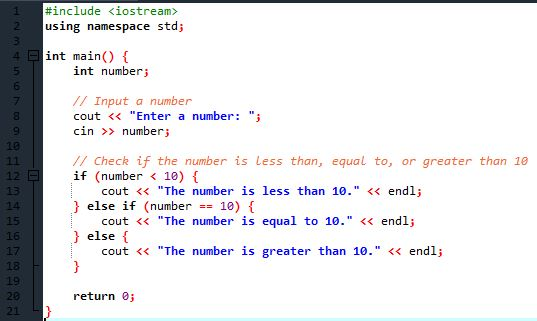 1 #include <iostream>
2 using namespace std;
3
4 int main() {
5     int number;
6
7     // Input a number
8     cout << "Enter a number: ";
9     cin >> number;
10
11     // Check if the number is less than, equal to, or greater than 10
12     if (number < 10) {
13         cout << "The number is less than 10." << endl;
14     } else if (number == 10) {
15         cout << "The number is equal to 10." << endl;
16     } else {
17         cout << "The number is greater than 10." << endl;
18     }
19
20     return 0;
21 }